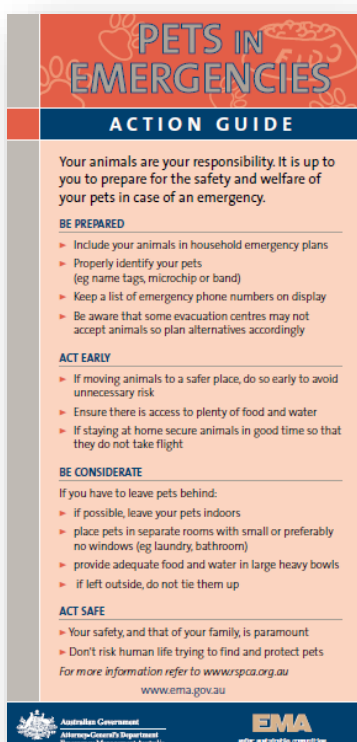 PETS IN
EMERGENCIES
ACTION GUIDE
Your animals are your responsibility. It is up to
you to prepare for the safety and welfare of
your pets in case of an emergency.
BE PREPARED
► Include your animals in household emergency plans
► Properly identify your pets
(eg name tags, microchip or band)
► Keep a list of emergency phone numbers on display
► Be aware that some evacuation centres may not
accept animals so plan alternatives accordingly
ACT EARLY
► If moving animals to a safer place, do so early to avoid
unnecessary risk
► Ensure there is access to plenty of food and water
► If staying at home secure animals in good time so that
they do not take flight
BE CONSIDERATE
If you have to leave pets behind:
► if possible, leave your pets indoors
► place pets in separate rooms with small or preferably
no windows (eg laundry, bathroom)
► provide adequate food and water in large heavy bowls
► if left outside, do not tie them up
ACT SAFE
► Your safety, and that of your family, is paramount
► Don't risk human life trying to find and protect pets
For more information refer to www.rspca.org.au
www.ema.gov.au
Australian Government
Attorney-General's Department
EMA